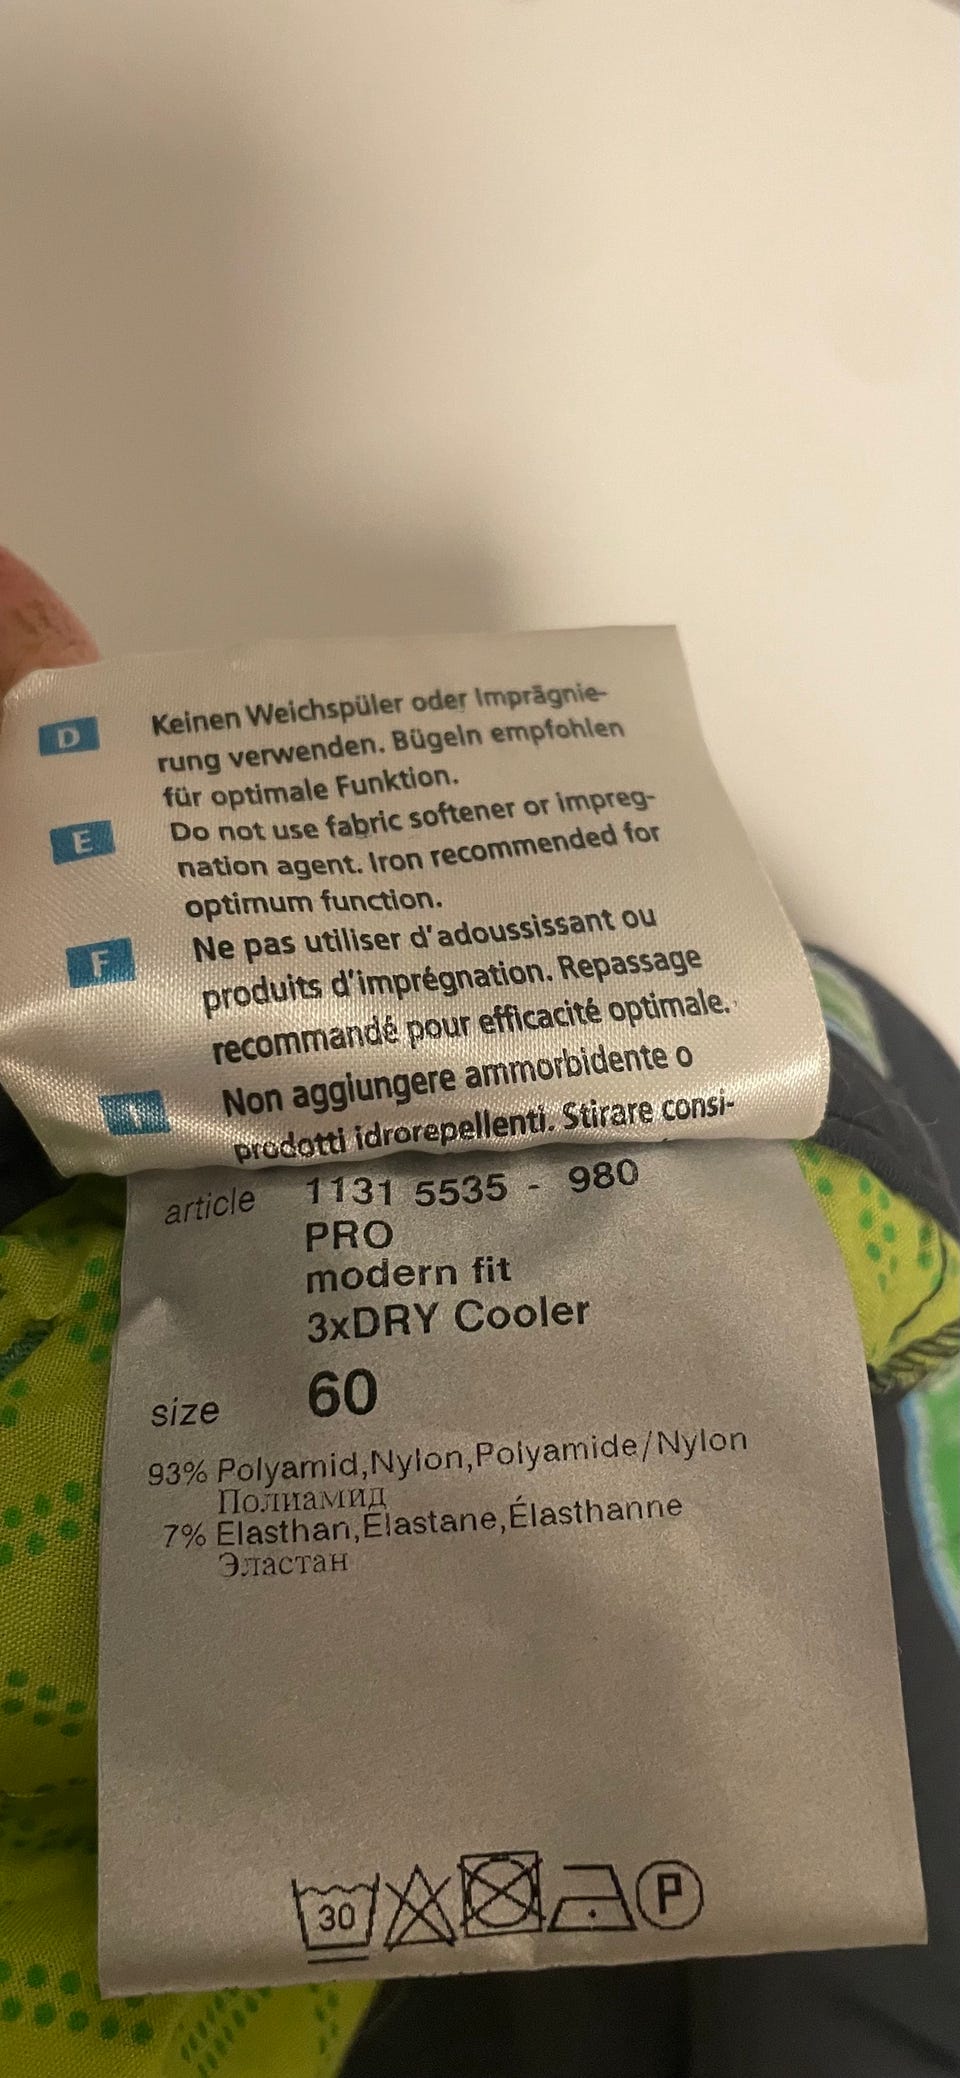 D Keinen Weichspüler oder Imprägnie-
rung verwenden. Bügeln empfohlen
für optimale Funktion.
E Do not use fabric softener or impreg-
nation agent. Iron recommended for
optimum function.
F Ne pas utiliser d'adoussissant ou
produits d'imprégnation. Repassage
recommandé pour efficacité optimale.
I Non aggiungere ammorbidente o
prodotti idrorepellenti. Stirare consi-
article 1131 5535 - 980
PRO
modern fit
3xDRY Cooler
size 60
93% Polyamid,Nylon,Polyamide/Nylon
Полиамид
7% Elasthan,Elastane,Élasthanne
Эластан
30 P